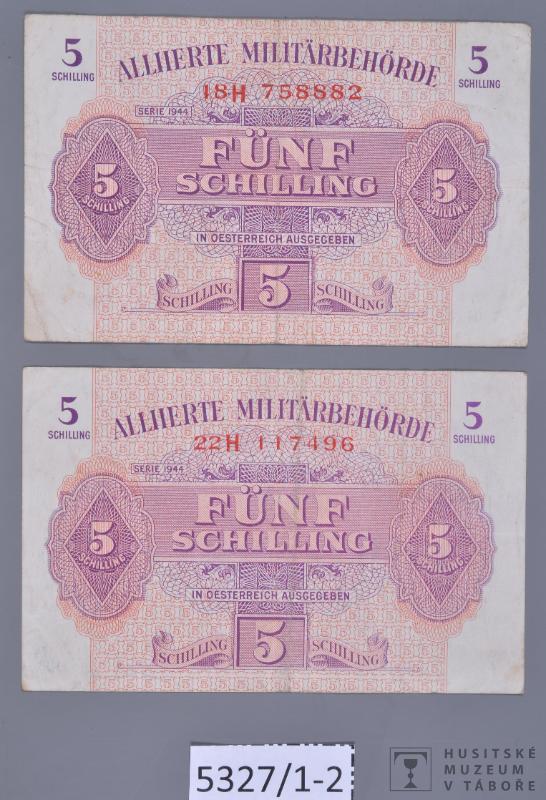 5 5
SCHILLING SCHILLING
ALLIIERTE MILITÄRBEHÖRDE
18H 758882
SERIE 1944
FÜNF
SCHILLING
5 5
SCHILLING SCHILLING
IN OESTERREICH AUSGEGEBEN
SCHILLING 5 SCHILLING
5 5
SCHILLING SCHILLING
ALLIIERTE MILITÄRBEHÖRDE
22H 117496
SERIE 1944
FÜNF
SCHILLING
5 5
SCHILLING SCHILLING
IN OESTERREICH AUSGEGEBEN
SCHILLING 5 SCHILLING
5327/1-2
HUSITSKÉ
MUZEUM
V TÁBOŘE